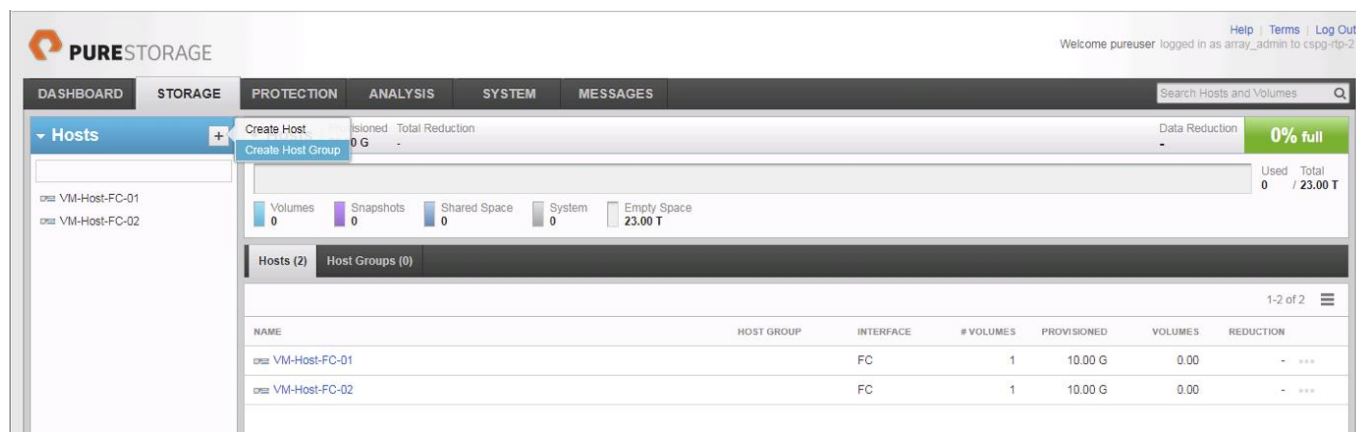 Help | Terms | Log Out
PURESTORAGE
Welcome pureuser logged in as array_admin to cspg-rtp-2
DASHBOARD STORAGE PROTECTION ANALYSIS SYSTEM MESSAGES Search Hosts and Volumes
Hosts + Create Host Total Reduction Data Reduction 0% full
Create Host Group 0 G - -
Used Total
0 / 23.00 T
VM-Host-FC-01
VM-Host-FC-02
Volumes Snapshots Shared Space System Empty Space
0 0 0 0 23.00 T
Hosts (2) Host Groups (0)
1-2 of 2
NAME HOST GROUP INTERFACE # VOLUMES PROVISIONED VOLUMES REDUCTION
VM-Host-FC-01 FC 1 10.00 G 0.00 -
VM-Host-FC-02 FC 1 10.00 G 0.00 -